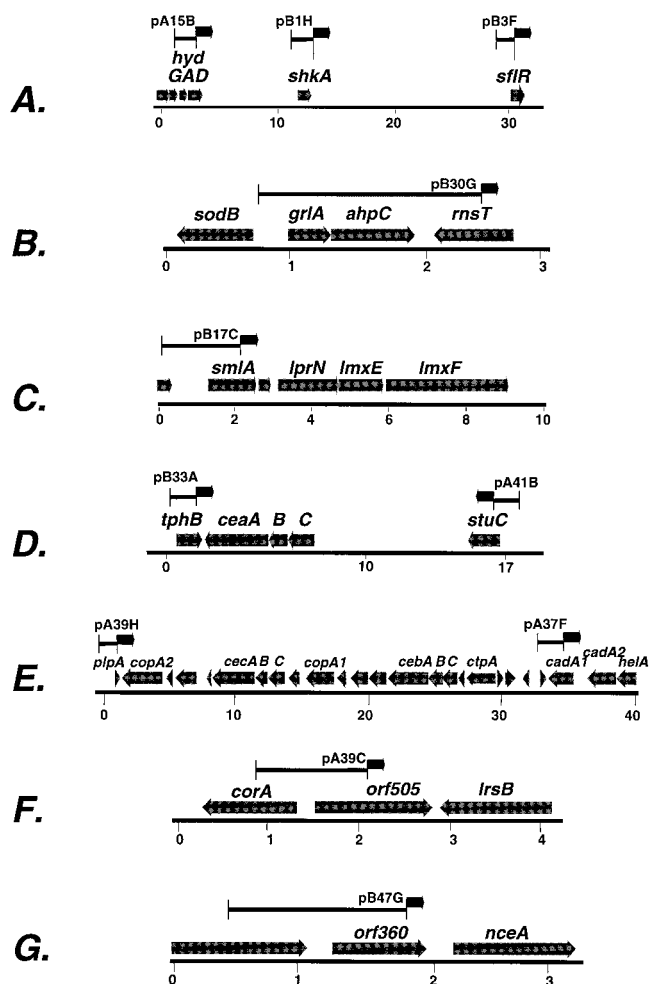 pA15B pB1H pB3F
hyd
GAD shkA sflR
A.
0 10 20 30
pB30G
sodB grlA ahpC rnsT
B.
0 1 2 3
pB17C
smlA lprN lmxE lmxF
C.
0 2 4 6 8 10
pB33A pA41B
tphB ceaA B C stuC
D.
0 10 17
pA39H pA37F
plpA copA2 cecA B C copA1 cebA B C ctpA cadA1 cadA2 helA
E.
0 10 20 30 40
pA39C
corA orf505 lrsB
F.
0 1 2 3 4
pB47G
orf360 nceA
G.
0 1 2 3